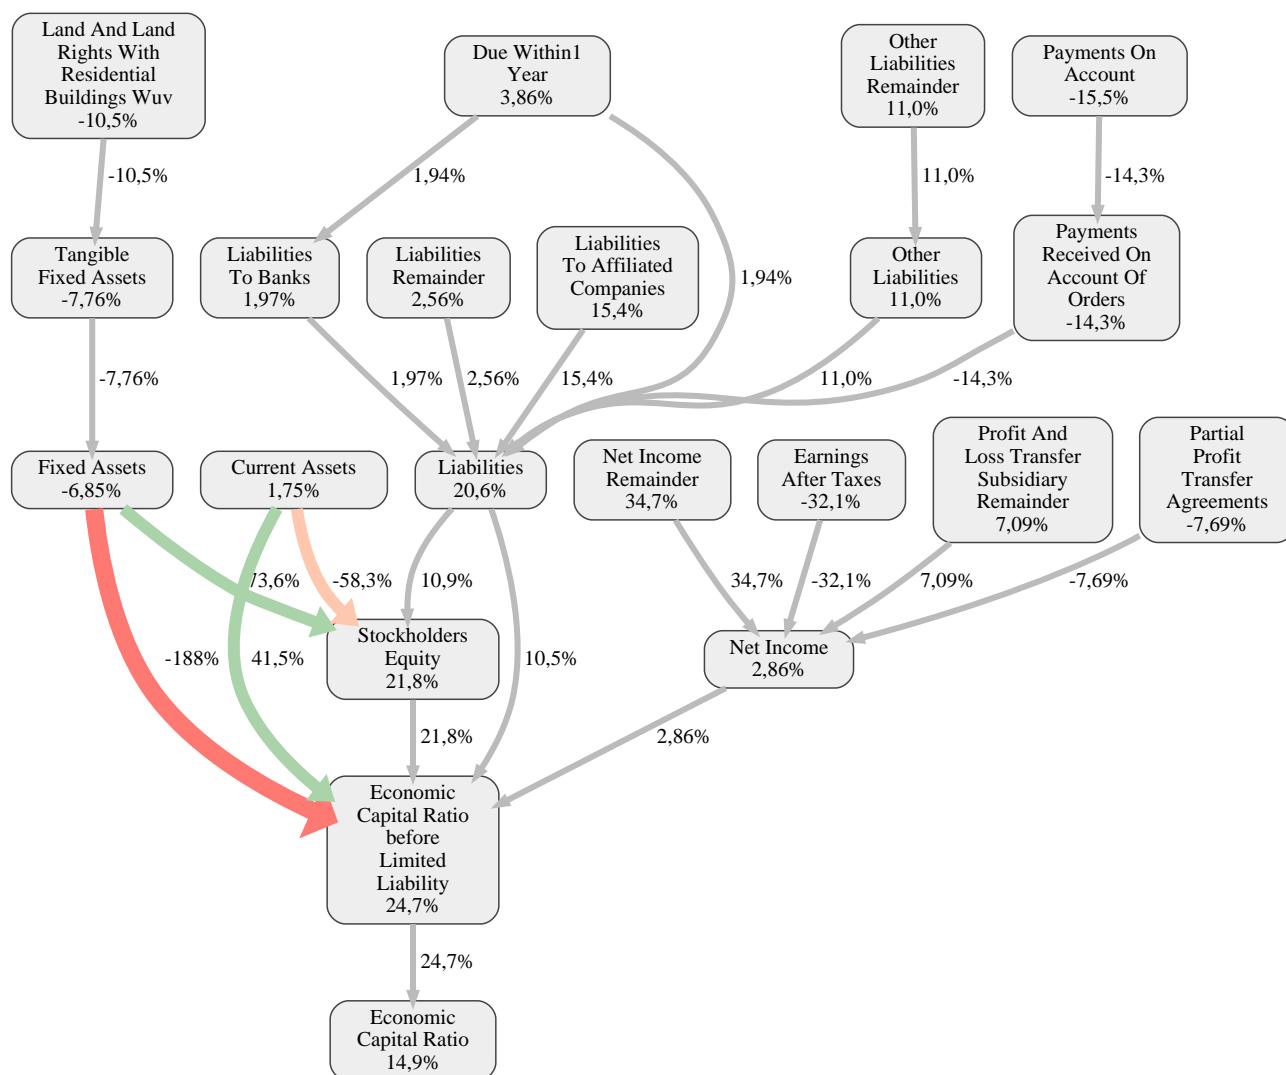 Land And Land
Rights With
Residential
Buildings Wuv
-10,5%
Due Within1
Year
3,86%
Other
Liabilities
Remainder
11,0%
Payments On
Account
-15,5%
-10,5%
1,94%
11,0%
-14,3%
Tangible
Fixed Assets
-7,76%
Liabilities
To Banks
1,97%
Liabilities
Remainder
2,56%
Liabilities
To Affiliated
Companies
15,4%
1,94%
Other
Liabilities
11,0%
Payments
Received On
Account Of
Orders
-14,3%
-7,76%
1,97%
2,56%
15,4%
11,0%
-14,3%
Fixed Assets
-6,85%
Current Assets
1,75%
Liabilities
20,6%
Net Income
Remainder
34,7%
Earnings
After Taxes
-32,1%
Profit And
Loss Transfer
Subsidiary
Remainder
7,09%
Partial
Profit
Transfer
Agreements
-7,69%
73,6%
-58,3%
10,9%
34,7%
-32,1%
7,09%
-7,69%
-188%
41,5%
Stockholders
Equity
21,8%
10,5%
Net Income
2,86%
21,8%
2,86%
Economic
Capital Ratio
before
Limited
Liability
24,7%
24,7%
Economic
Capital Ratio
14,9%